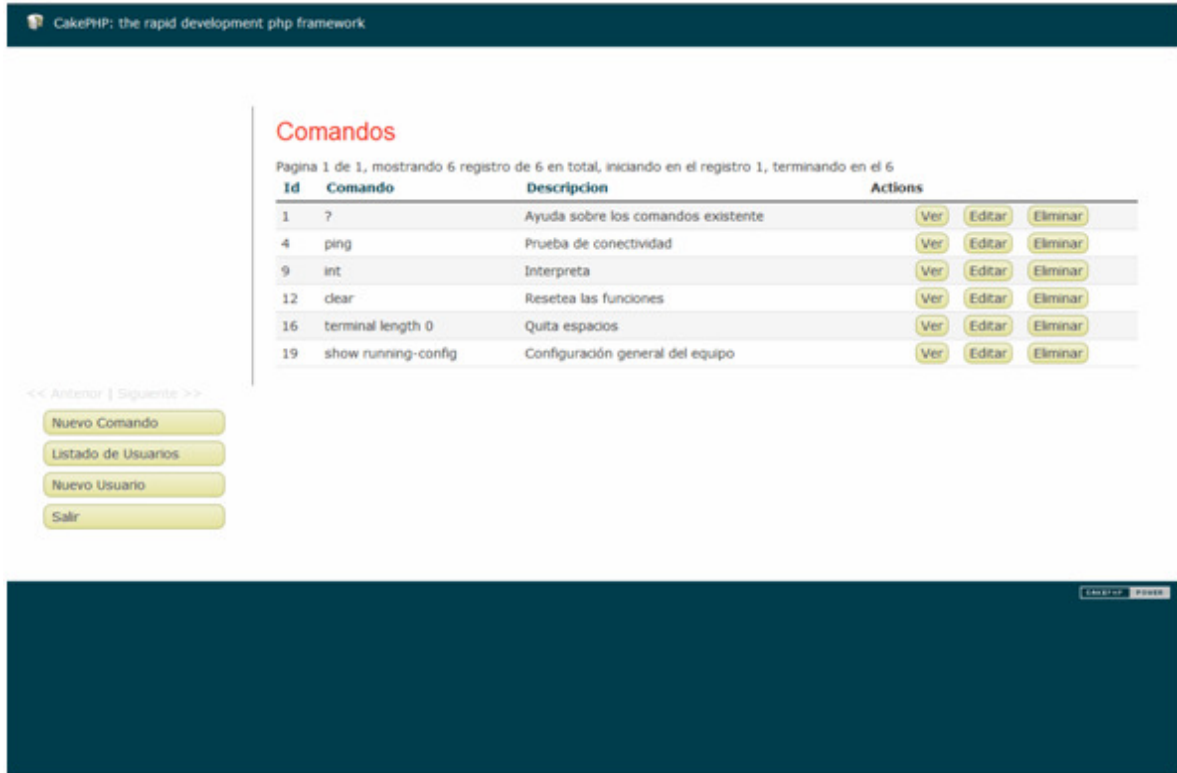 CakePHP: the rapid development php framework
Comandos
Pagina 1 de 1, mostrando 6 registro de 6 en total, iniciando en el registro 1, terminando en el 6
Id Comando Descripcion Actions
1 ? Ayuda sobre los comandos existente Ver Editar Eliminar
4 ping Prueba de conectividad Ver Editar Eliminar
9 int Interpreta Ver Editar Eliminar
12 clear Resetea las funciones Ver Editar Eliminar
16 terminal length 0 Quita espacios Ver Editar Eliminar
19 show running-config Configuración general del equipo Ver Editar Eliminar
<< Anterior | Siguiente >>
Nuevo Comando
Listado de Usuarios
Nuevo Usuario
Salir
CAKEPHP POWER